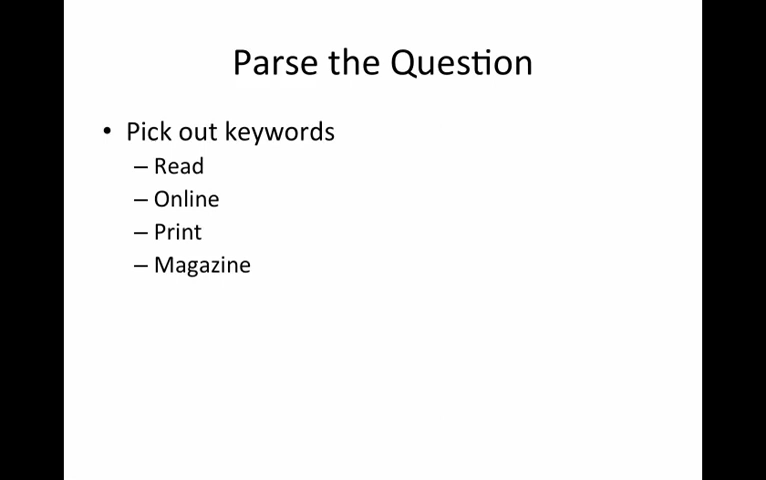 Parse the Question
• Pick out keywords
– Read
– Online
– Print
– Magazine